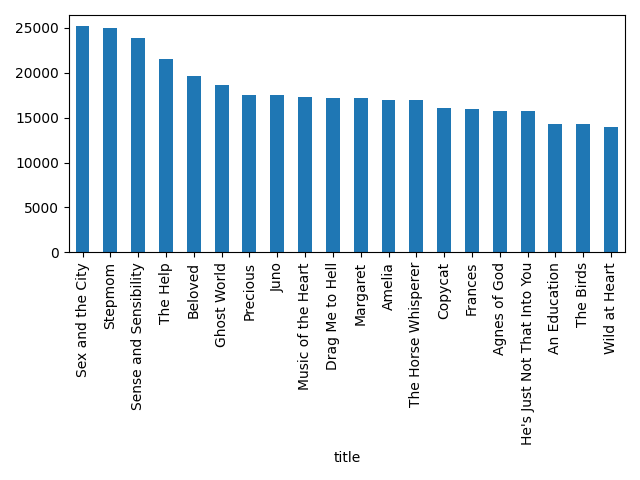 25000
20000
15000
10000
5000
0
Sex and the City
Stepmom
Sense and Sensibility
The Help
Beloved
Ghost World
Precious
Juno
Music of the Heart
Drag Me to Hell
Margaret
Amelia
The Horse Whisperer
Copycat
Frances
Agnes of God
He's Just Not That Into You
An Education
The Birds
Wild at Heart
title